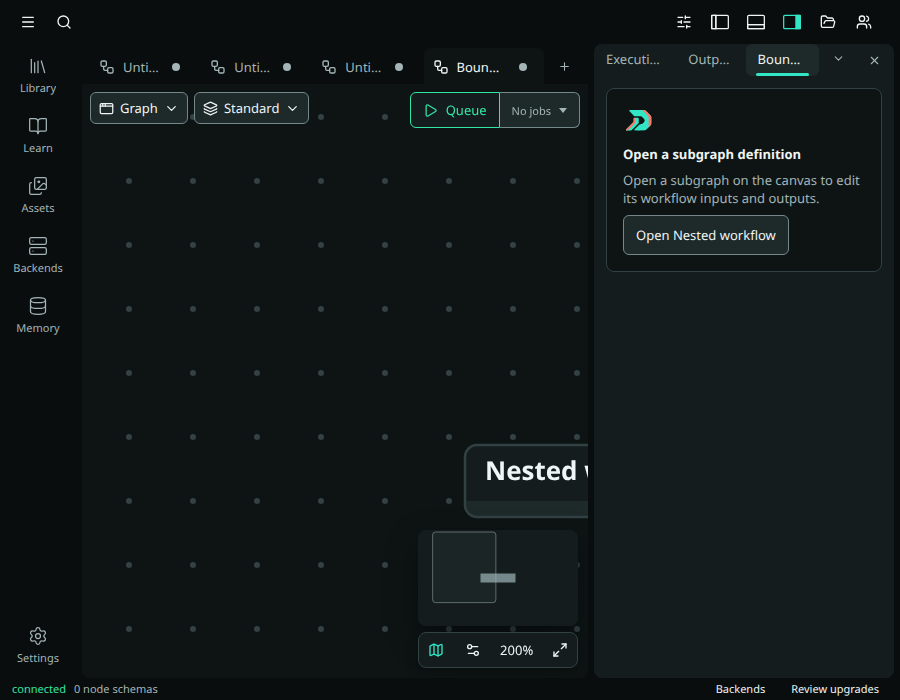 Library
Learn
Assets
Backends
Memory
Settings
Unti...
Unti...
Unti...
Boun...
Graph
Standard
Queue
No jobs
Nested
200%
Executi...
Outp...
Boun...
Open a subgraph definition
Open a subgraph on the canvas to edit
its workflow inputs and outputs.
Open Nested workflow
connected 0 node schemas
Backends
Review upgrades